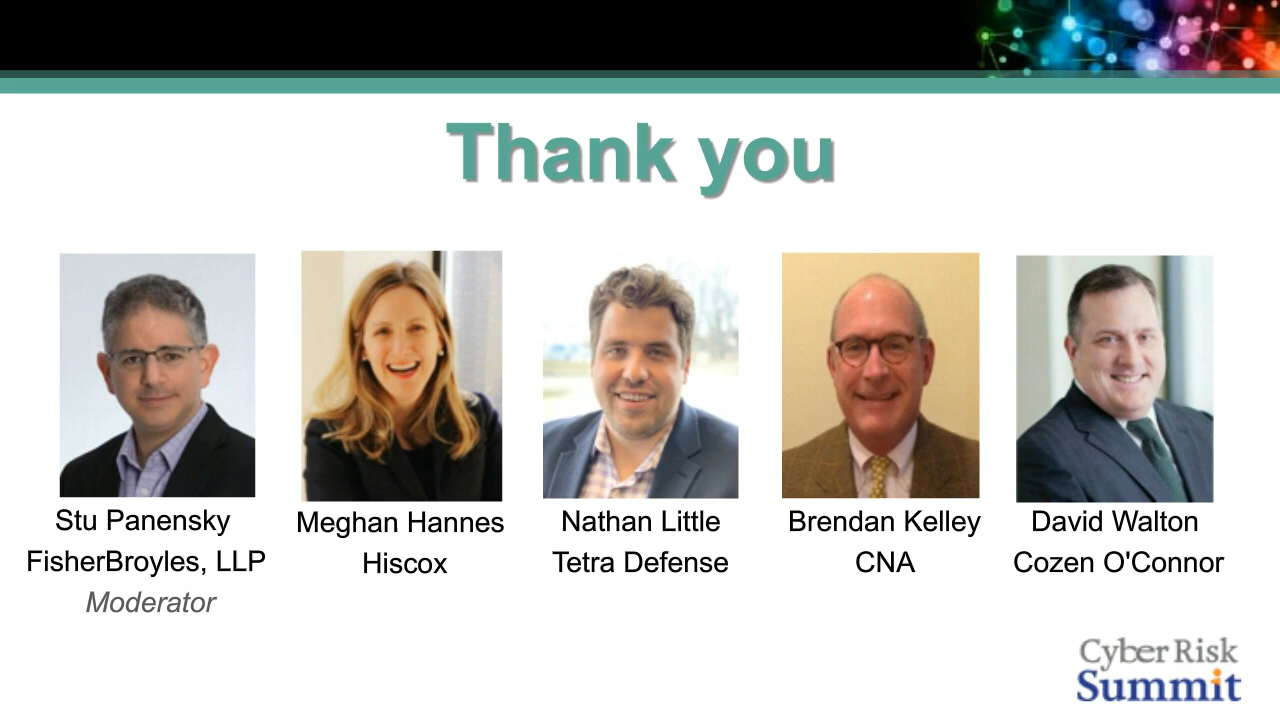 Thank you
Stu Panensky
FisherBroyles, LLP
Moderator
Meghan Hannes
Hiscox
Nathan Little
Tetra Defense
Brendan Kelley
CNA
David Walton
Cozen O'Connor
Cyber Risk
Summit